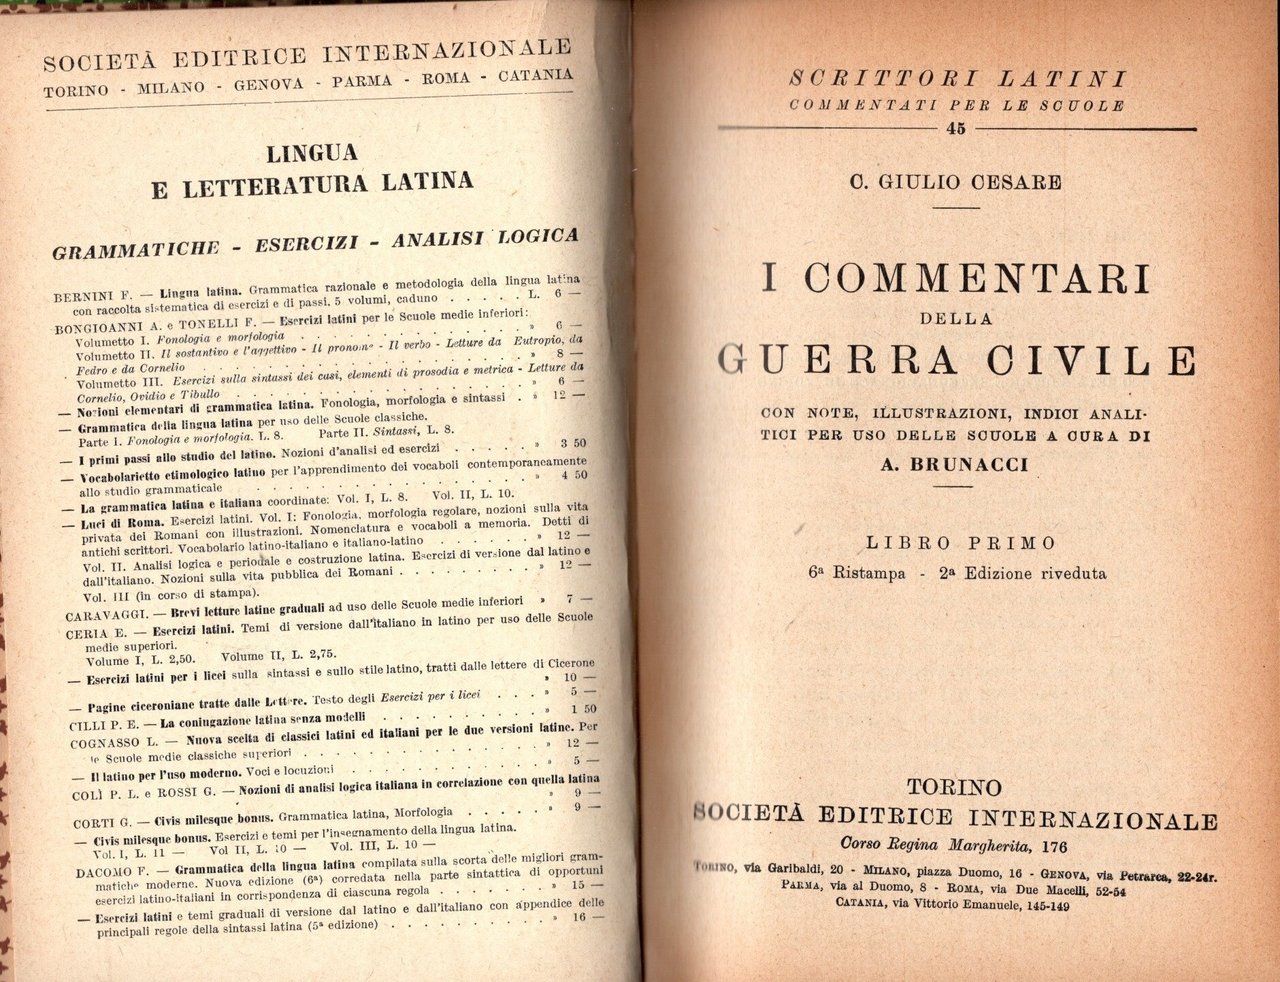 SOCIETÀ EDITRICE INTERNAZIONALE
TORINO - MILANO - GENOVA - PARMA - ROMA - CATANIA
LINGUA
E LETTERATURA LATINA
GRAMMATICHE - ESERCIZI - ANALISI LOGICA
BERNINI F. — Lingua latina. Grammatica razionale e metodologia della lingua latina
con raccolta sistematica di esercizi e di passi. 5 volumi, caduno . . . . . L. 6 —
BONGIOANNI A. e TONELLI F. — Esercizi latini per le Scuole medie inferiori:
Volumetto I. Fonologia e morfologia . . . . . . . . . . . » 6 —
Volumetto II. Il sostantivo e l'aggettivo - Il pronome - Il verbo - Letture da Eutropio, da
Fedro e da Cornelio . . . . . . . . . . . . . . » 8 —
Volumetto III. Esercizi sulla sintassi dei casi, elementi di prosodia e metrica - Letture da
Cornelio, Ovidio e Tibullo . . . . . . . . . . . . » 6 —
— Nozioni elementari di grammatica latina. Fonologia, morfologia e sintassi . » 12 —
— Grammatica della lingua latina per uso delle Scuole classiche.
Parte I. Fonologia e morfologia. L. 8. Parte II. Sintassi, L. 8.
— I primi passi allo studio del latino. Nozioni d'analisi ed esercizi . . . . . » 3 50
— Vocabolarietto etimologico latino per l'apprendimento dei vocaboli contemporaneamente
allo studio grammaticale . . . . . . . . . . . . . » 4 50
— La grammatica latina e italiana coordinate: Vol. I, L. 8. Vol. II, L. 10.
— Luci di Roma. Esercizi latini. Vol. I: Fonologia, morfologia regolare, nozioni sulla vita
privata dei Romani con illustrazioni. Nomenclatura e vocaboli a memoria. Detti di
antichi scrittori. Vocabolario latino-italiano e italiano-latino . . . . . . » 12 —
Vol. II. Analisi logica e periodale e costruzione latina. Esercizi di versione dal latino e
dall'italiano. Nozioni sulla vita pubblica dei Romani . . . . . . . . » 12 —
Vol. III (in corso di stampa).
CARAVAGGI. — Brevi letture latine graduali ad uso delle Scuole medie inferiori » 7 —
CERIA E. — Esercizi latini. Temi di versione dall'italiano in latino per uso delle Scuole
medie superiori.
Volume I, L. 2,50. Volume II, L. 2,75.
— Esercizi latini per i licei sulla sintassi e sullo stile latino, tratti dalle lettere di Cicerone
» 10 —
— Pagine ciceroniane tratte dalle Lettere. Testo degli Esercizi per i licei . . . » 5 —
CILLI P. E. — La coniugazione latina senza modelli . . . . . . . . . » 1 50
COGNASSO L. — Nuova scelta di classici latini ed italiani per le due versioni latine. Per
le Scuole medie classiche superiori . . . . . . . . . . . » 12 —
— Il latino per l'uso moderno. Voci e locuzioni . . . . . . . . . » 5 —
COLÌ P. L. e ROSSI G. — Nozioni di analisi logica italiana in correlazione con quella latina
» 9 —
CORTI G. — Civis milesque bonus. Grammatica latina, Morfologia . . . . . » 9 —
— Civis milesque bonus. Esercizi e temi per l'insegnamento della lingua latina.
Vol. I, L. 11 — Vol II, L. 10 — Vol. III, L. 10 —
DACOMO F. — Grammatica della lingua latina compilata sulla scorta delle migliori gram-
matiche moderne. Nuova edizione (6ª) corredata nella parte sintattica di opportuni
esercizi latino-italiani in corrispondenza di ciascuna regola . . . . . . » 15 —
— Esercizi latini e temi graduali di versione dal latino e dall'italiano con appendice delle
principali regole della sintassi latina (5ª edizione) . . . . . . . . » 16 —
SCRITTORI LATINI
COMMENTATI PER LE SCUOLE
45
C. GIULIO CESARE
I COMMENTARI
DELLA
GUERRA CIVILE
CON NOTE, ILLUSTRAZIONI, INDICI ANALI-
TICI PER USO DELLE SCUOLE A CURA DI
A. BRUNACCI
LIBRO PRIMO
6ª Ristampa - 2ª Edizione riveduta
TORINO
SOCIETÀ EDITRICE INTERNAZIONALE
Corso Regina Margherita, 176
TORINO, via Garibaldi, 20 - MILANO, piazza Duomo, 16 - GENOVA, via Petrarca, 22-24r.
PARMA, via al Duomo, 8 - ROMA, via Due Macelli, 52-54
CATANIA, via Vittorio Emanuele, 145-149